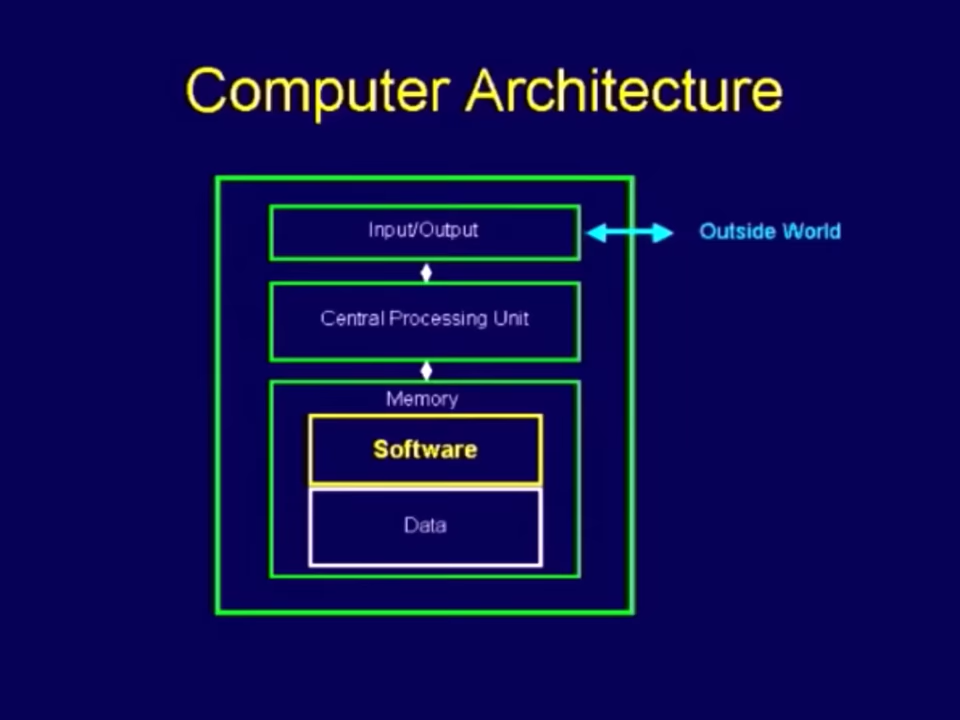 Computer Architecture
Input/Output
Outside World
Central Processing Unit
Memory
Software
Data